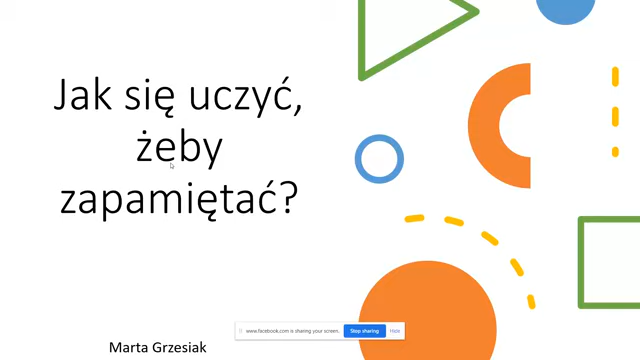 Jak się uczyć,
żeby
zapamiętać?
www.facebook.com is sharing your screen.
Stop sharing
Hide
Marta Grzesiak